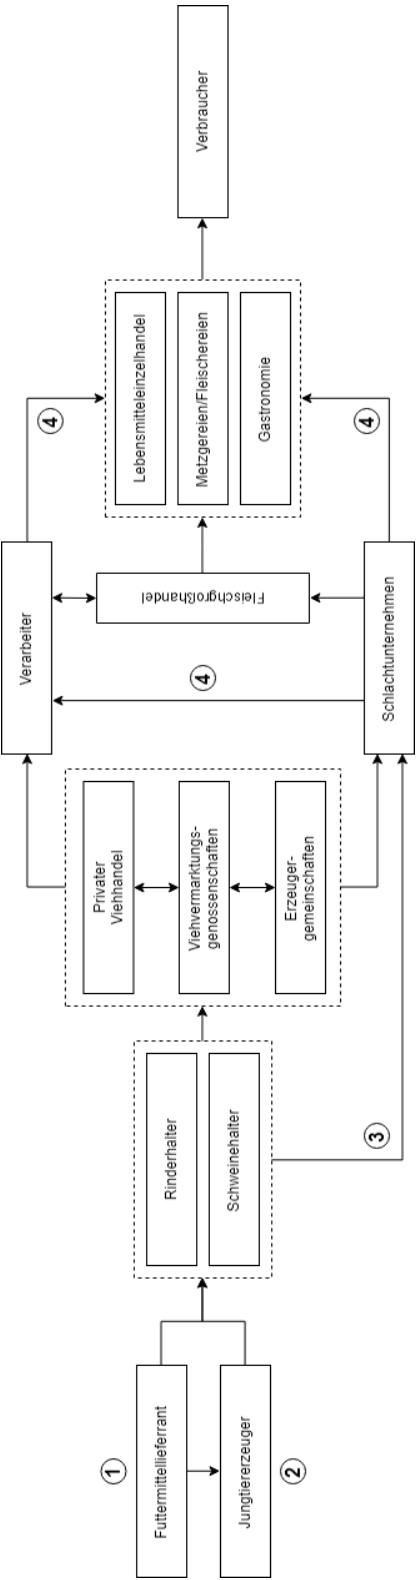 1
Futtermittellieferrant
Jungtiererzeuger
2
Rinderhalter
Schweinehalter
3
Privater
Viehhandel
Viehvermarktungs-
genossenschaften
Erzeuger-
gemeinschaften
Verarbeiter
4
Fleischgroßhandel
Schlachtunternehmen
4
4
Lebensmitteleinzelhandel
Metzgereien/Fleischereien
Gastronomie
Verbraucher